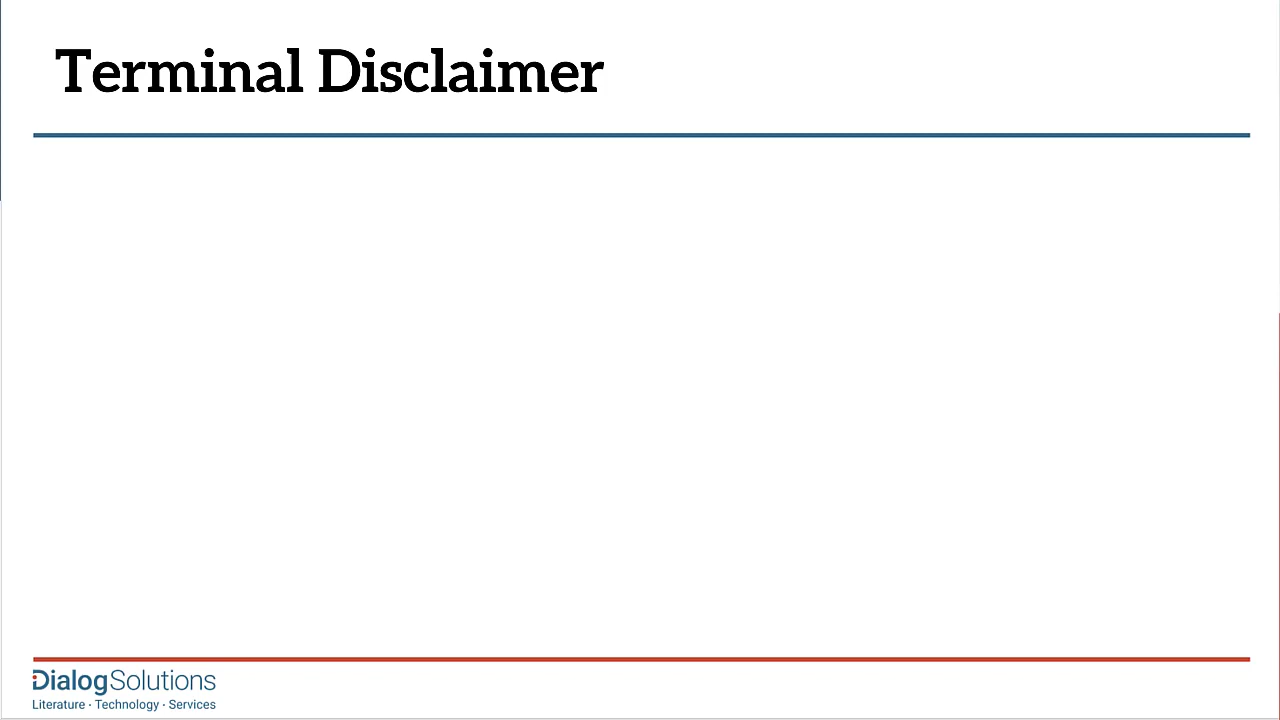 Terminal Disclaimer
DialogSolutions
Literature · Technology · Services